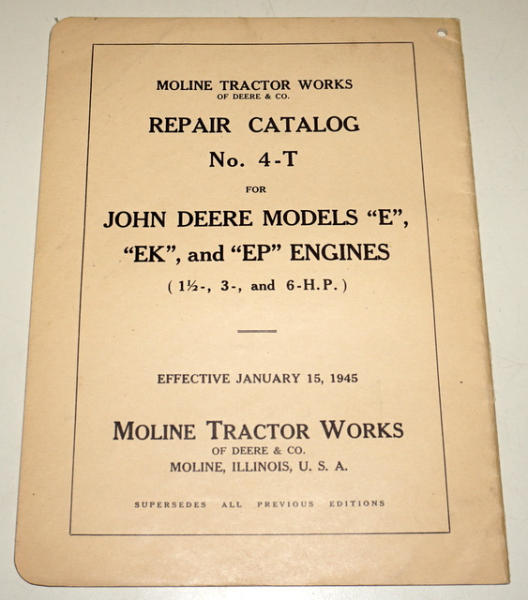 MOLINE TRACTOR WORKS
OF DEERE & CO.
REPAIR CATALOG
No. 4-T
FOR
JOHN DEERE MODELS “E”,
“EK”, and “EP” ENGINES
( 1½-, 3-, and 6-H.P. )
EFFECTIVE JANUARY 15, 1945
MOLINE TRACTOR WORKS
OF DEERE & CO.
MOLINE, ILLINOIS, U. S. A.
SUPERSEDES ALL PREVIOUS EDITIONS